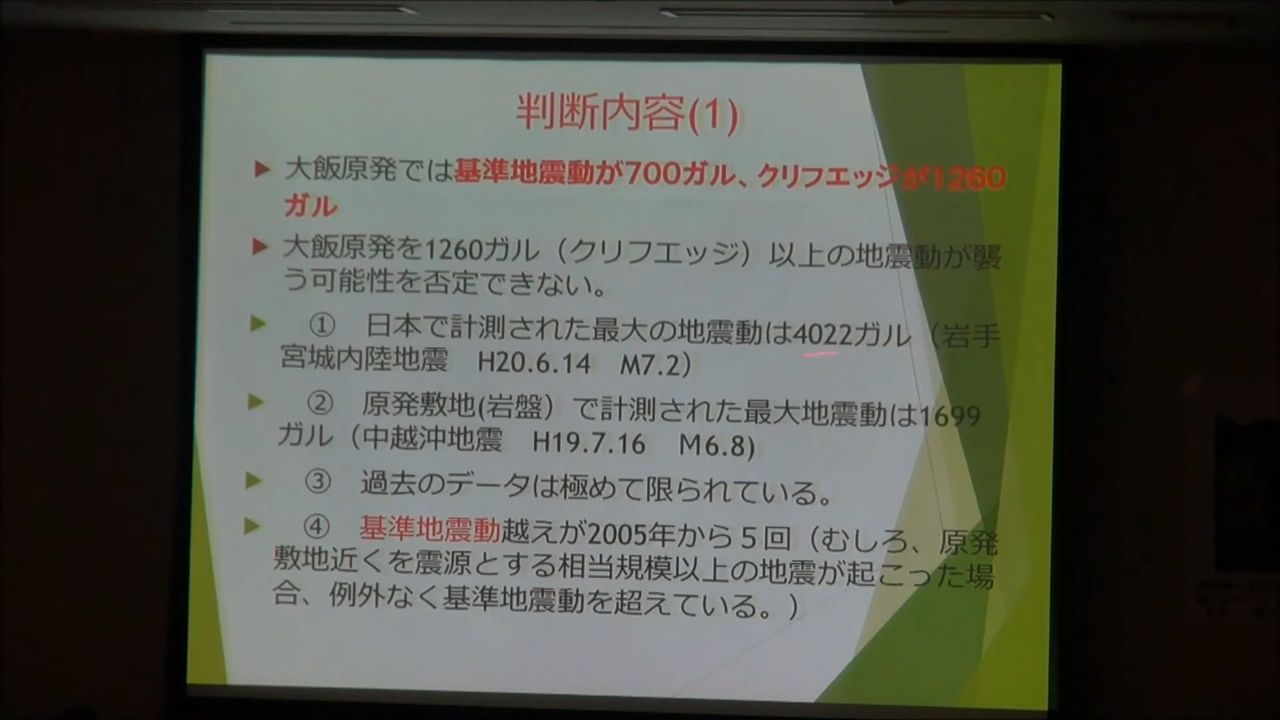 判断内容(1)
大飯原発では基準地震動が700ガル、クリフエッジが1260
ガル
大飯原発を1260ガル（クリフエッジ）以上の地震動が襲
う可能性を否定できない。
① 日本で計測された最大の地震動は4022ガル（岩手
宮城内陸地震 H20.6.14 M7.2）
② 原発敷地(岩盤）で計測された最大地震動は1699
ガル（中越沖地震 H19.7.16 M6.8)
③ 過去のデータは極めて限られている。
④ 基準地震動越えが2005年から５回（むしろ、原発
敷地近くを震源とする相当規模以上の地震が起こった場
合、例外なく基準地震動を超えている。）